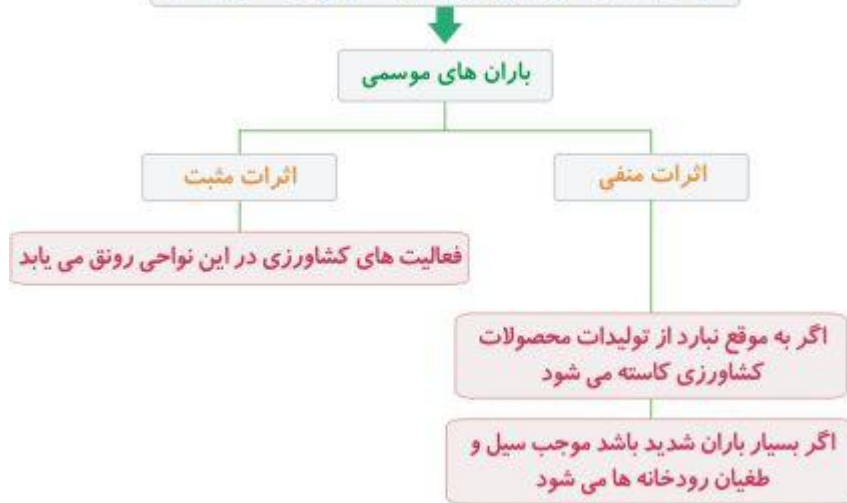 باران های موسمی
اثرات منفی
اثرات مثبت
فعالیت های کشاورزی در این نواحی رونق می یابد
اگر به موقع نبارد از تولیدات محصولات
کشاورزی کاسته می شود
اگر بسیار باران شدید باشد موجب سیل و
طغیان رودخانه ها می شود